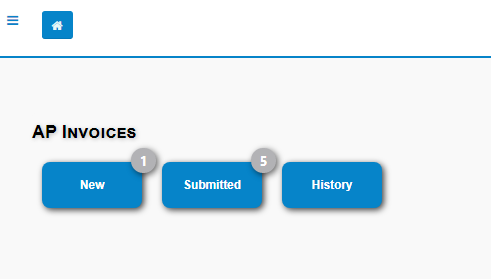 AP Invoices
1
5
New
Submitted
History